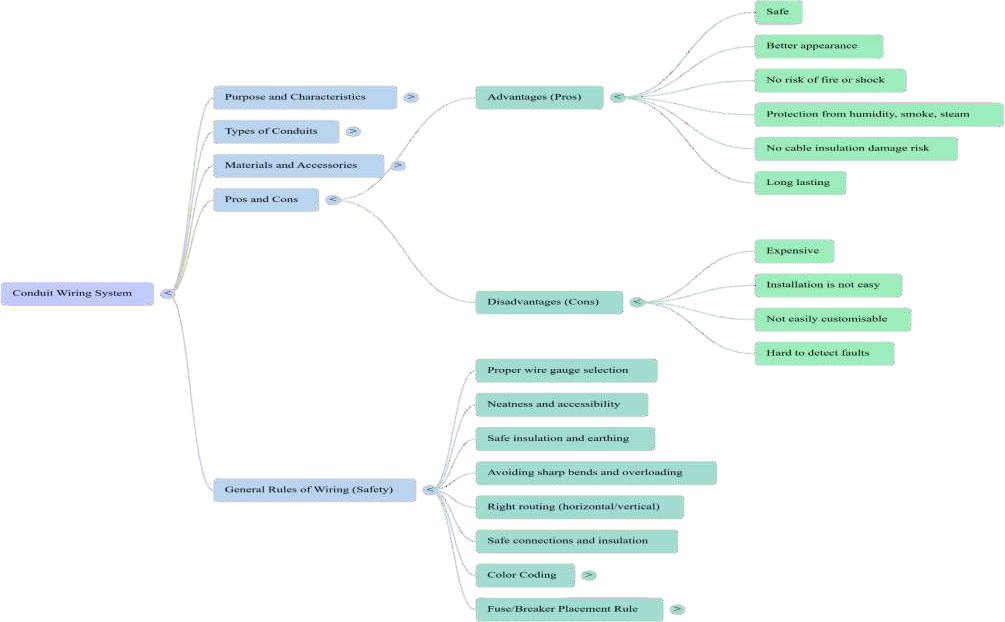 Conduit Wiring System
Purpose and Characteristics
Types of Conduits
Materials and Accessories
Pros and Cons
Advantages (Pros)
Safe
Better appearance
No risk of fire or shock
Protection from humidity, smoke, steam
No cable insulation damage risk
Long lasting
Disadvantages (Cons)
Expensive
Installation is not easy
Not easily customisable
Hard to detect faults
General Rules of Wiring (Safety)
Proper wire gauge selection
Neatness and accessibility
Safe insulation and earthing
Avoiding sharp bends and overloading
Right routing (horizontal/vertical)
Safe connections and insulation
Color Coding
Fuse/Breaker Placement Rule